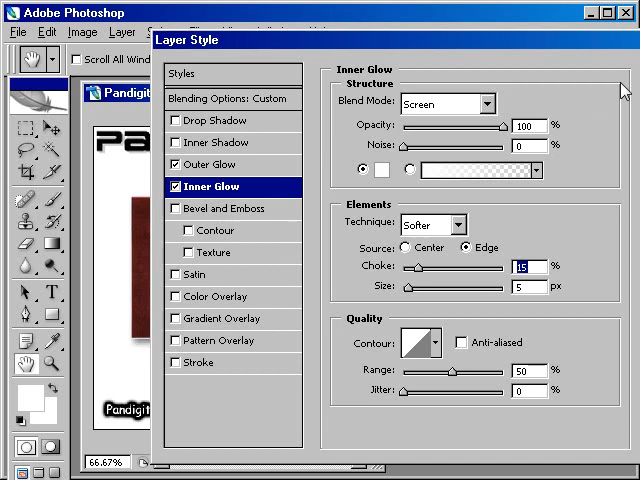 Adobe Photoshop
File Edit Image Layer
Layer Style
Scroll All Wind
Pandigit
Styles
Blending Options: Custom
Drop Shadow
Inner Shadow
Outer Glow
Inner Glow
Bevel and Emboss
Contour
Texture
Satin
Color Overlay
Gradient Overlay
Pattern Overlay
Stroke
Inner Glow
Structure
Blend Mode: Screen
Opacity: 100 %
Noise: 0 %
Elements
Technique: Softer
Source: Center Edge
Choke: 15 %
Size: 5 px
Quality
Contour: Anti-aliased
Range: 50 %
Jitter: 0 %
Pandigit
66.67%